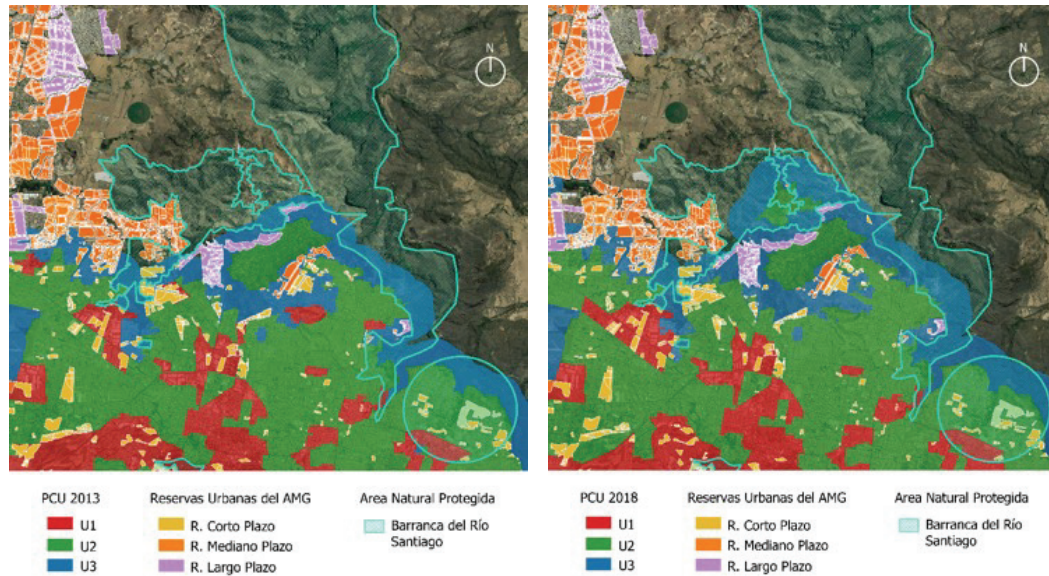 N
PCU 2013
Reservas Urbanas del AMG
Area Natural Protegida
U1
R. Corto Plazo
Barranca del Río
Santiago
U2
R. Mediano Plazo
U3
R. Largo Plazo
N
PCU 2018
Reservas Urbanas del AMG
Area Natural Protegida
U1
R. Corto Plazo
Barranca del Río
Santiago
U2
R. Mediano Plazo
U3
R. Largo Plazo